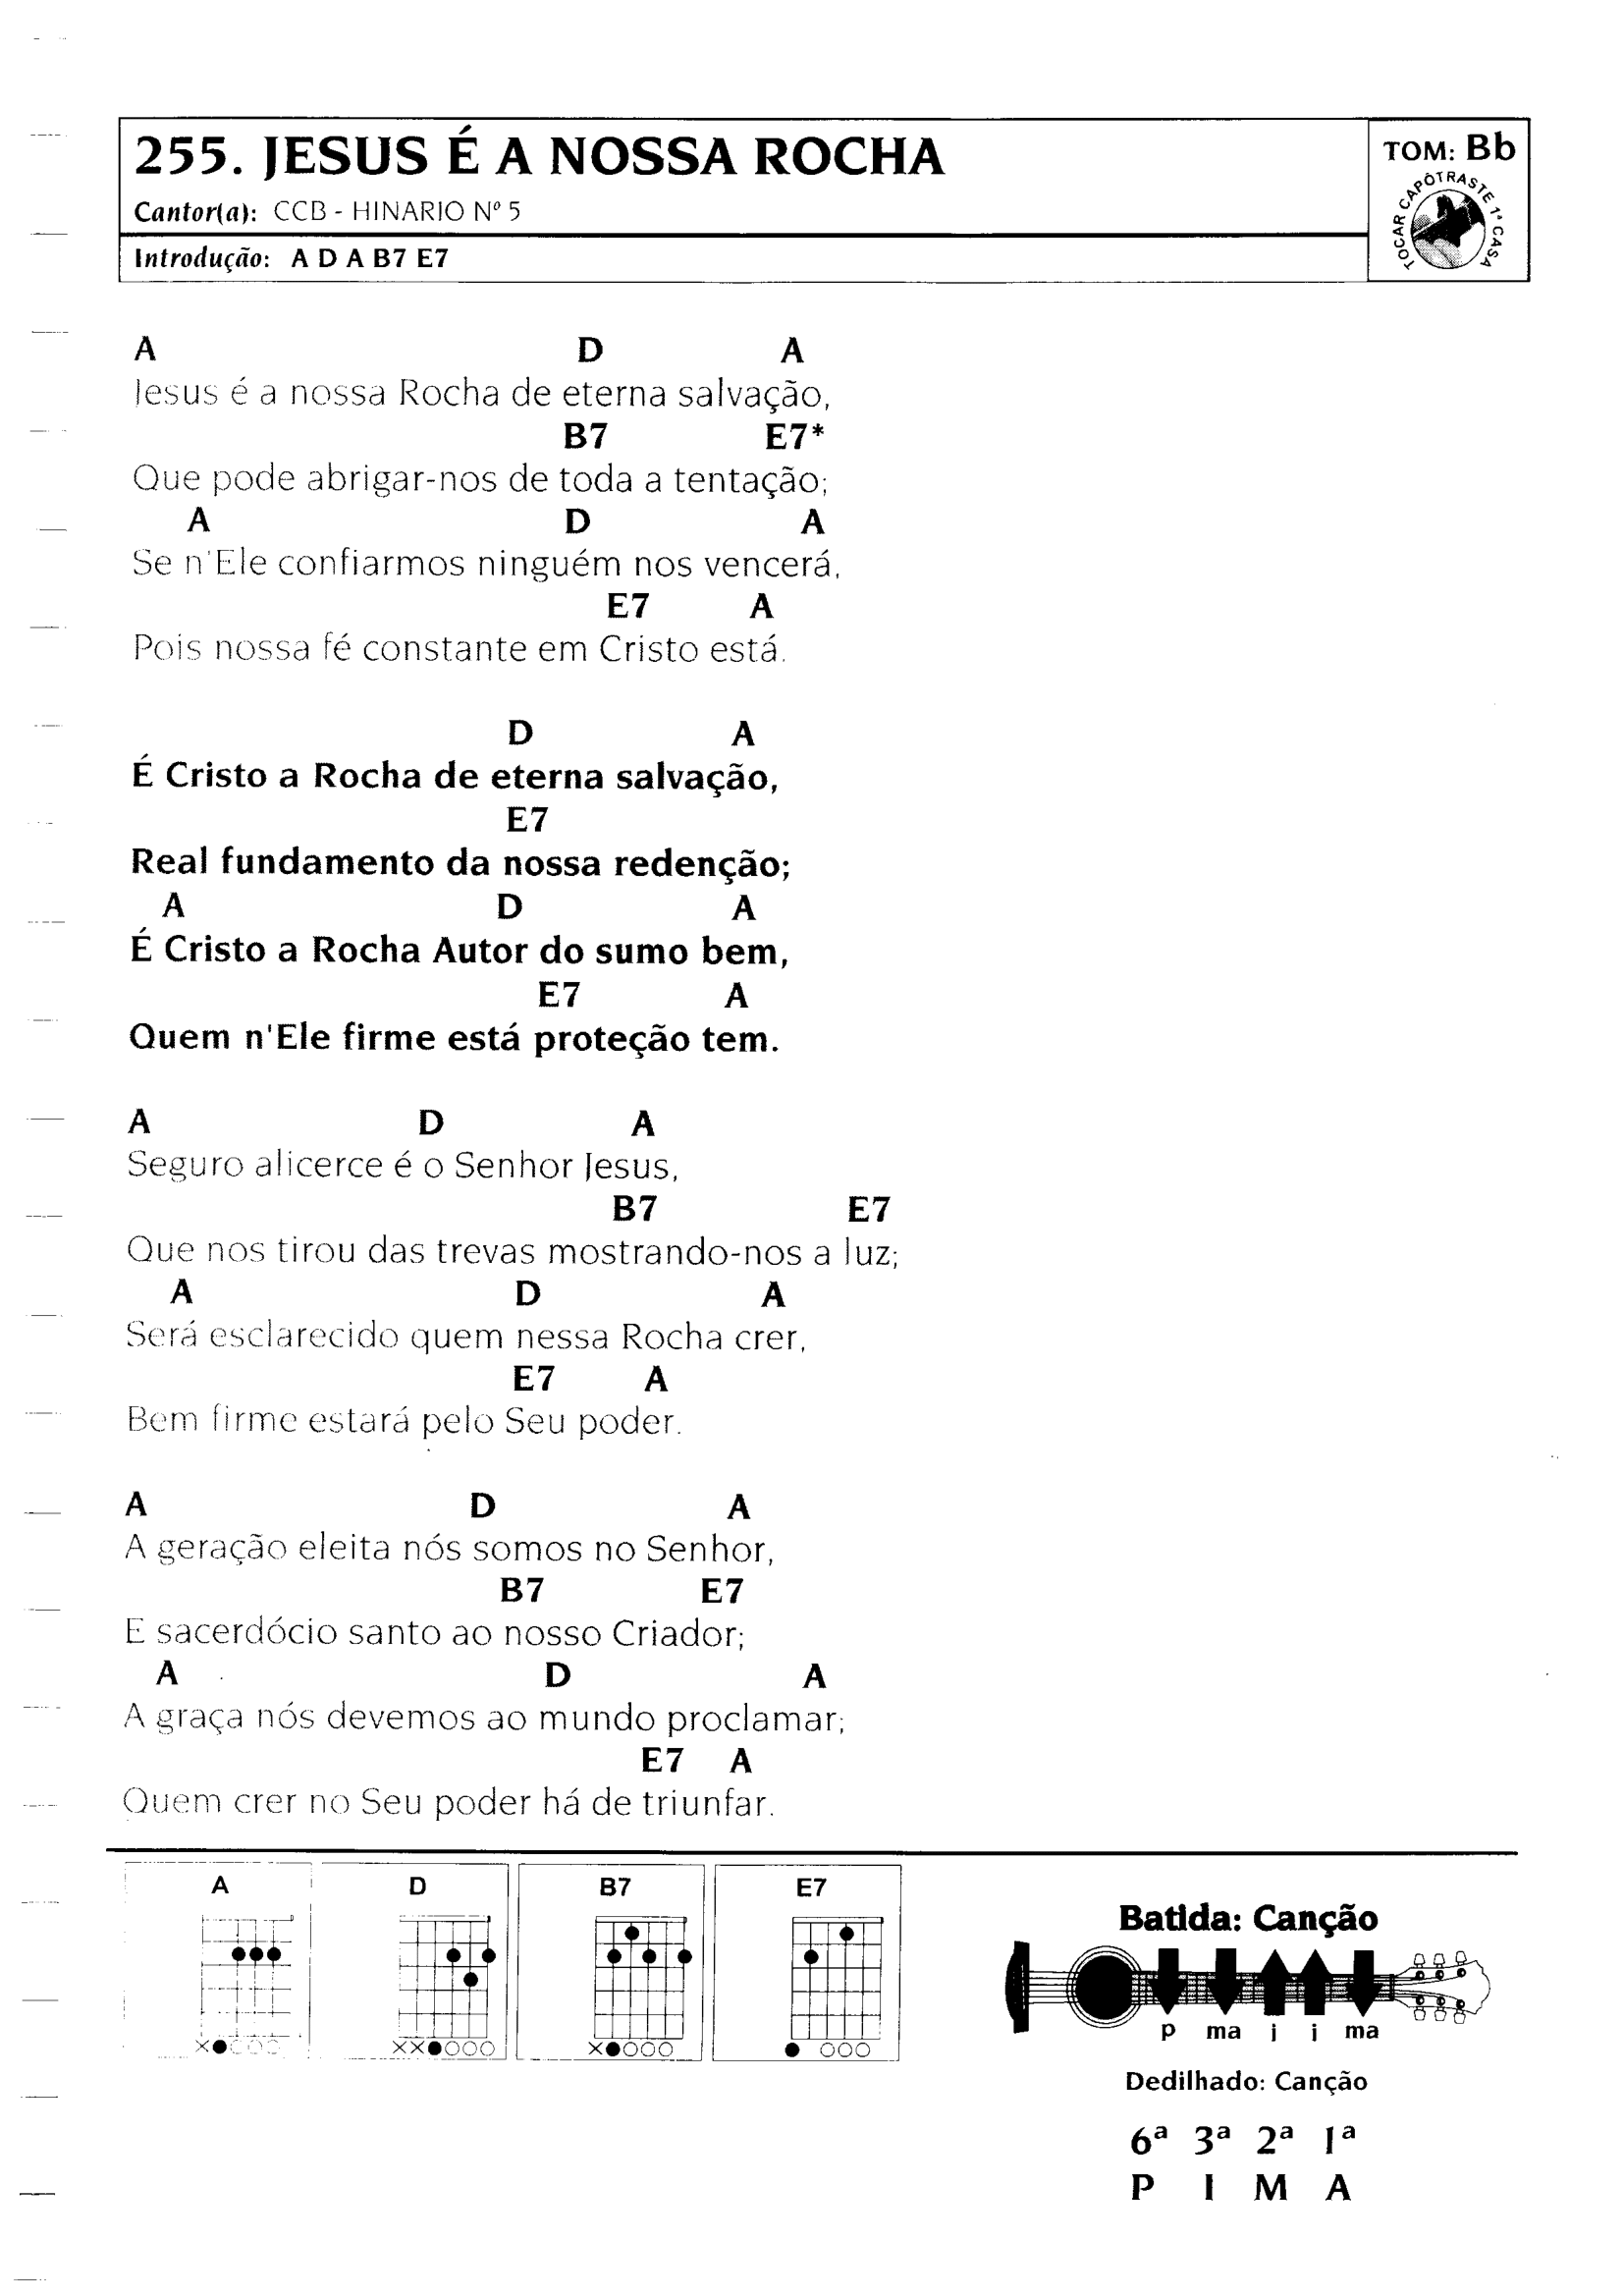 255. JESUS É A NOSSA ROCHA
Cantor(a): CCB - HINARIO Nº 5
Introdução: A D A B7 E7
TOM: Bb
TOCAR CAPÔTRASTE 1ª CASA
A D A
Jesus é a nossa Rocha de eterna salvação,
B7 E7*
Que pode abrigar-nos de toda a tentação;
A D A
Se n'Ele confiarmos ninguém nos vencerá,
E7 A
Pois nossa fé constante em Cristo está.
D A
É Cristo a Rocha de eterna salvação,
E7
Real fundamento da nossa redenção;
A D A
É Cristo a Rocha Autor do sumo bem,
E7 A
Quem n'Ele firme está proteção tem.
A D A
Seguro alicerce é o Senhor Jesus,
B7 E7
Que nos tirou das trevas mostrando-nos a luz;
A D A
Será esclarecido quem nessa Rocha crer,
E7 A
Bem firme estará pelo Seu poder.
A D A
A geração eleita nós somos no Senhor,
B7 E7
E sacerdócio santo ao nosso Criador;
A D A
A graça nós devemos ao mundo proclamar;
E7 A
Quem crer no Seu poder há de triunfar.
A D B7 E7
Batida: Canção
p ma i i ma
Dedilhado: Canção
6ª 3ª 2ª 1ª
P I M A